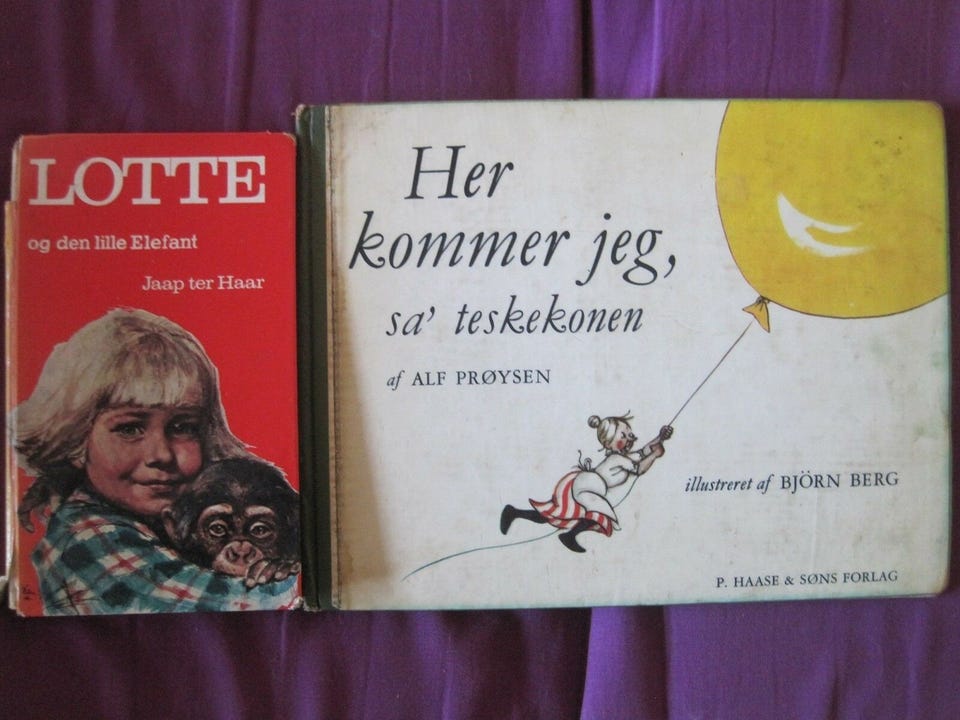 LOTTE
og den lille Elefant
Jaap ter Haar
Her
kommer jeg,
sa' teskekonen
af ALF PRØYSEN
illustreret af BJÖRN BERG
P. HAASE & SØNS FORLAG